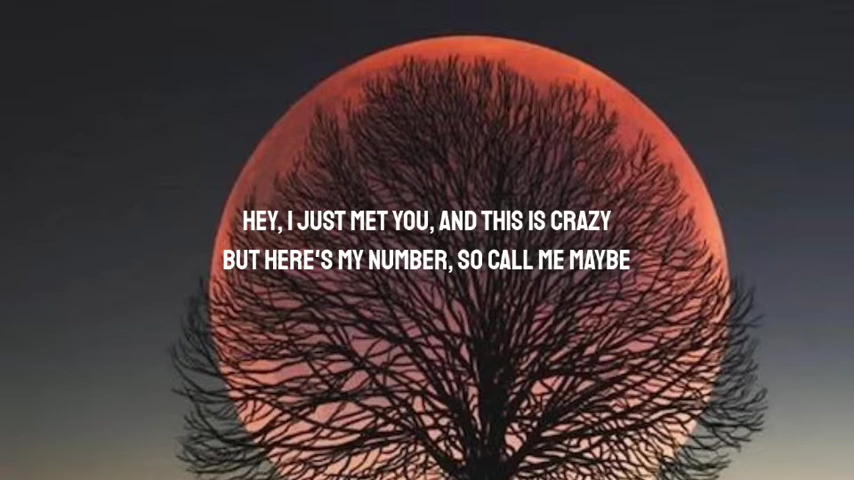 HEY, I JUST MET YOU, AND THIS IS CRAZY
BUT HERE'S MY NUMBER, SO CALL ME MAYBE